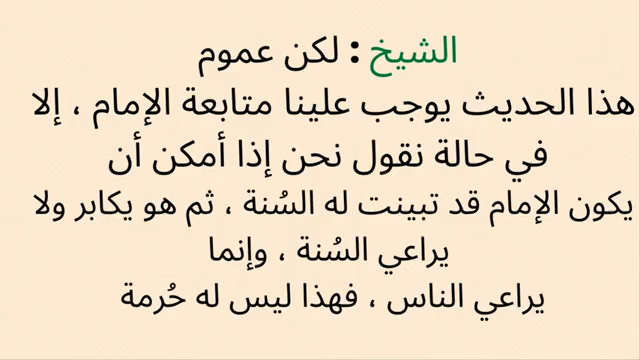 الشيخ : لكن عموم
هذا الحديث يوجب علينا متابعة الإمام ، إلا
في حالة نقول نحن إذا أمكن أن
يكون الإمام قد تبينت له السُنة ، ثم هو يكابر ولا
يراعي السُنة ، وإنما
يراعي الناس ، فهذا ليس له حُرمة